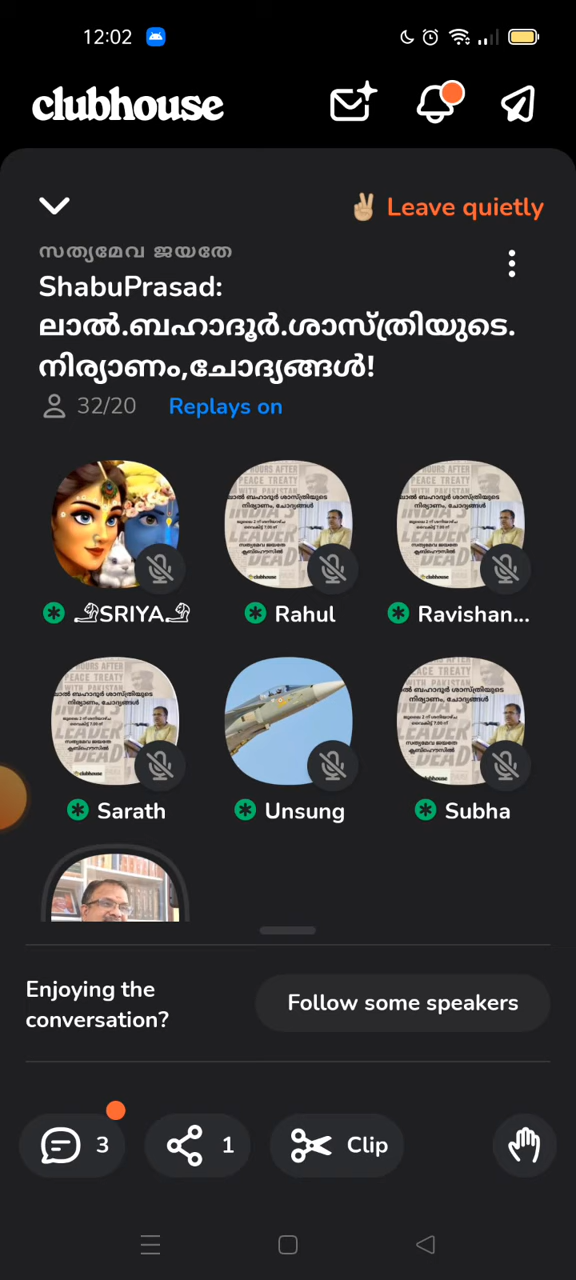 12:02
clubhouse
✌🏼 Leave quietly
സത്യമേവ ജയതേ
ShabuPrasad:
ലാൽ.ബഹാദൂർ.ശാസ്ത്രിയുടെ.
നിര്യാണം,ചോദ്യങ്ങൾ!
32/20 Replays on
SRIYA Rahul Ravishan...
Sarath Unsung Subha
Enjoying the
conversation?
Follow some speakers
3 1 Clip